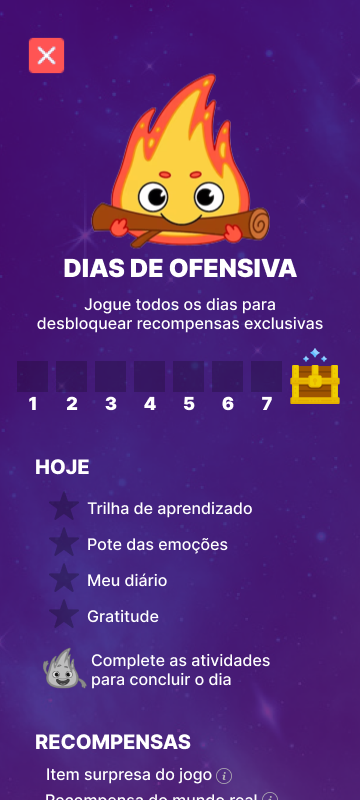 DIAS DE OFENSIVA
Jogue todos os dias para
desbloquear recompensas exclusivas
1 2 3 4 5 6 7
HOJE
Trilha de aprendizado
Pote das emoções
Meu diário
Gratitude
Complete as atividades
para concluir o dia
RECOMPENSAS
Item surpresa do jogo
Recompensa do mundo real